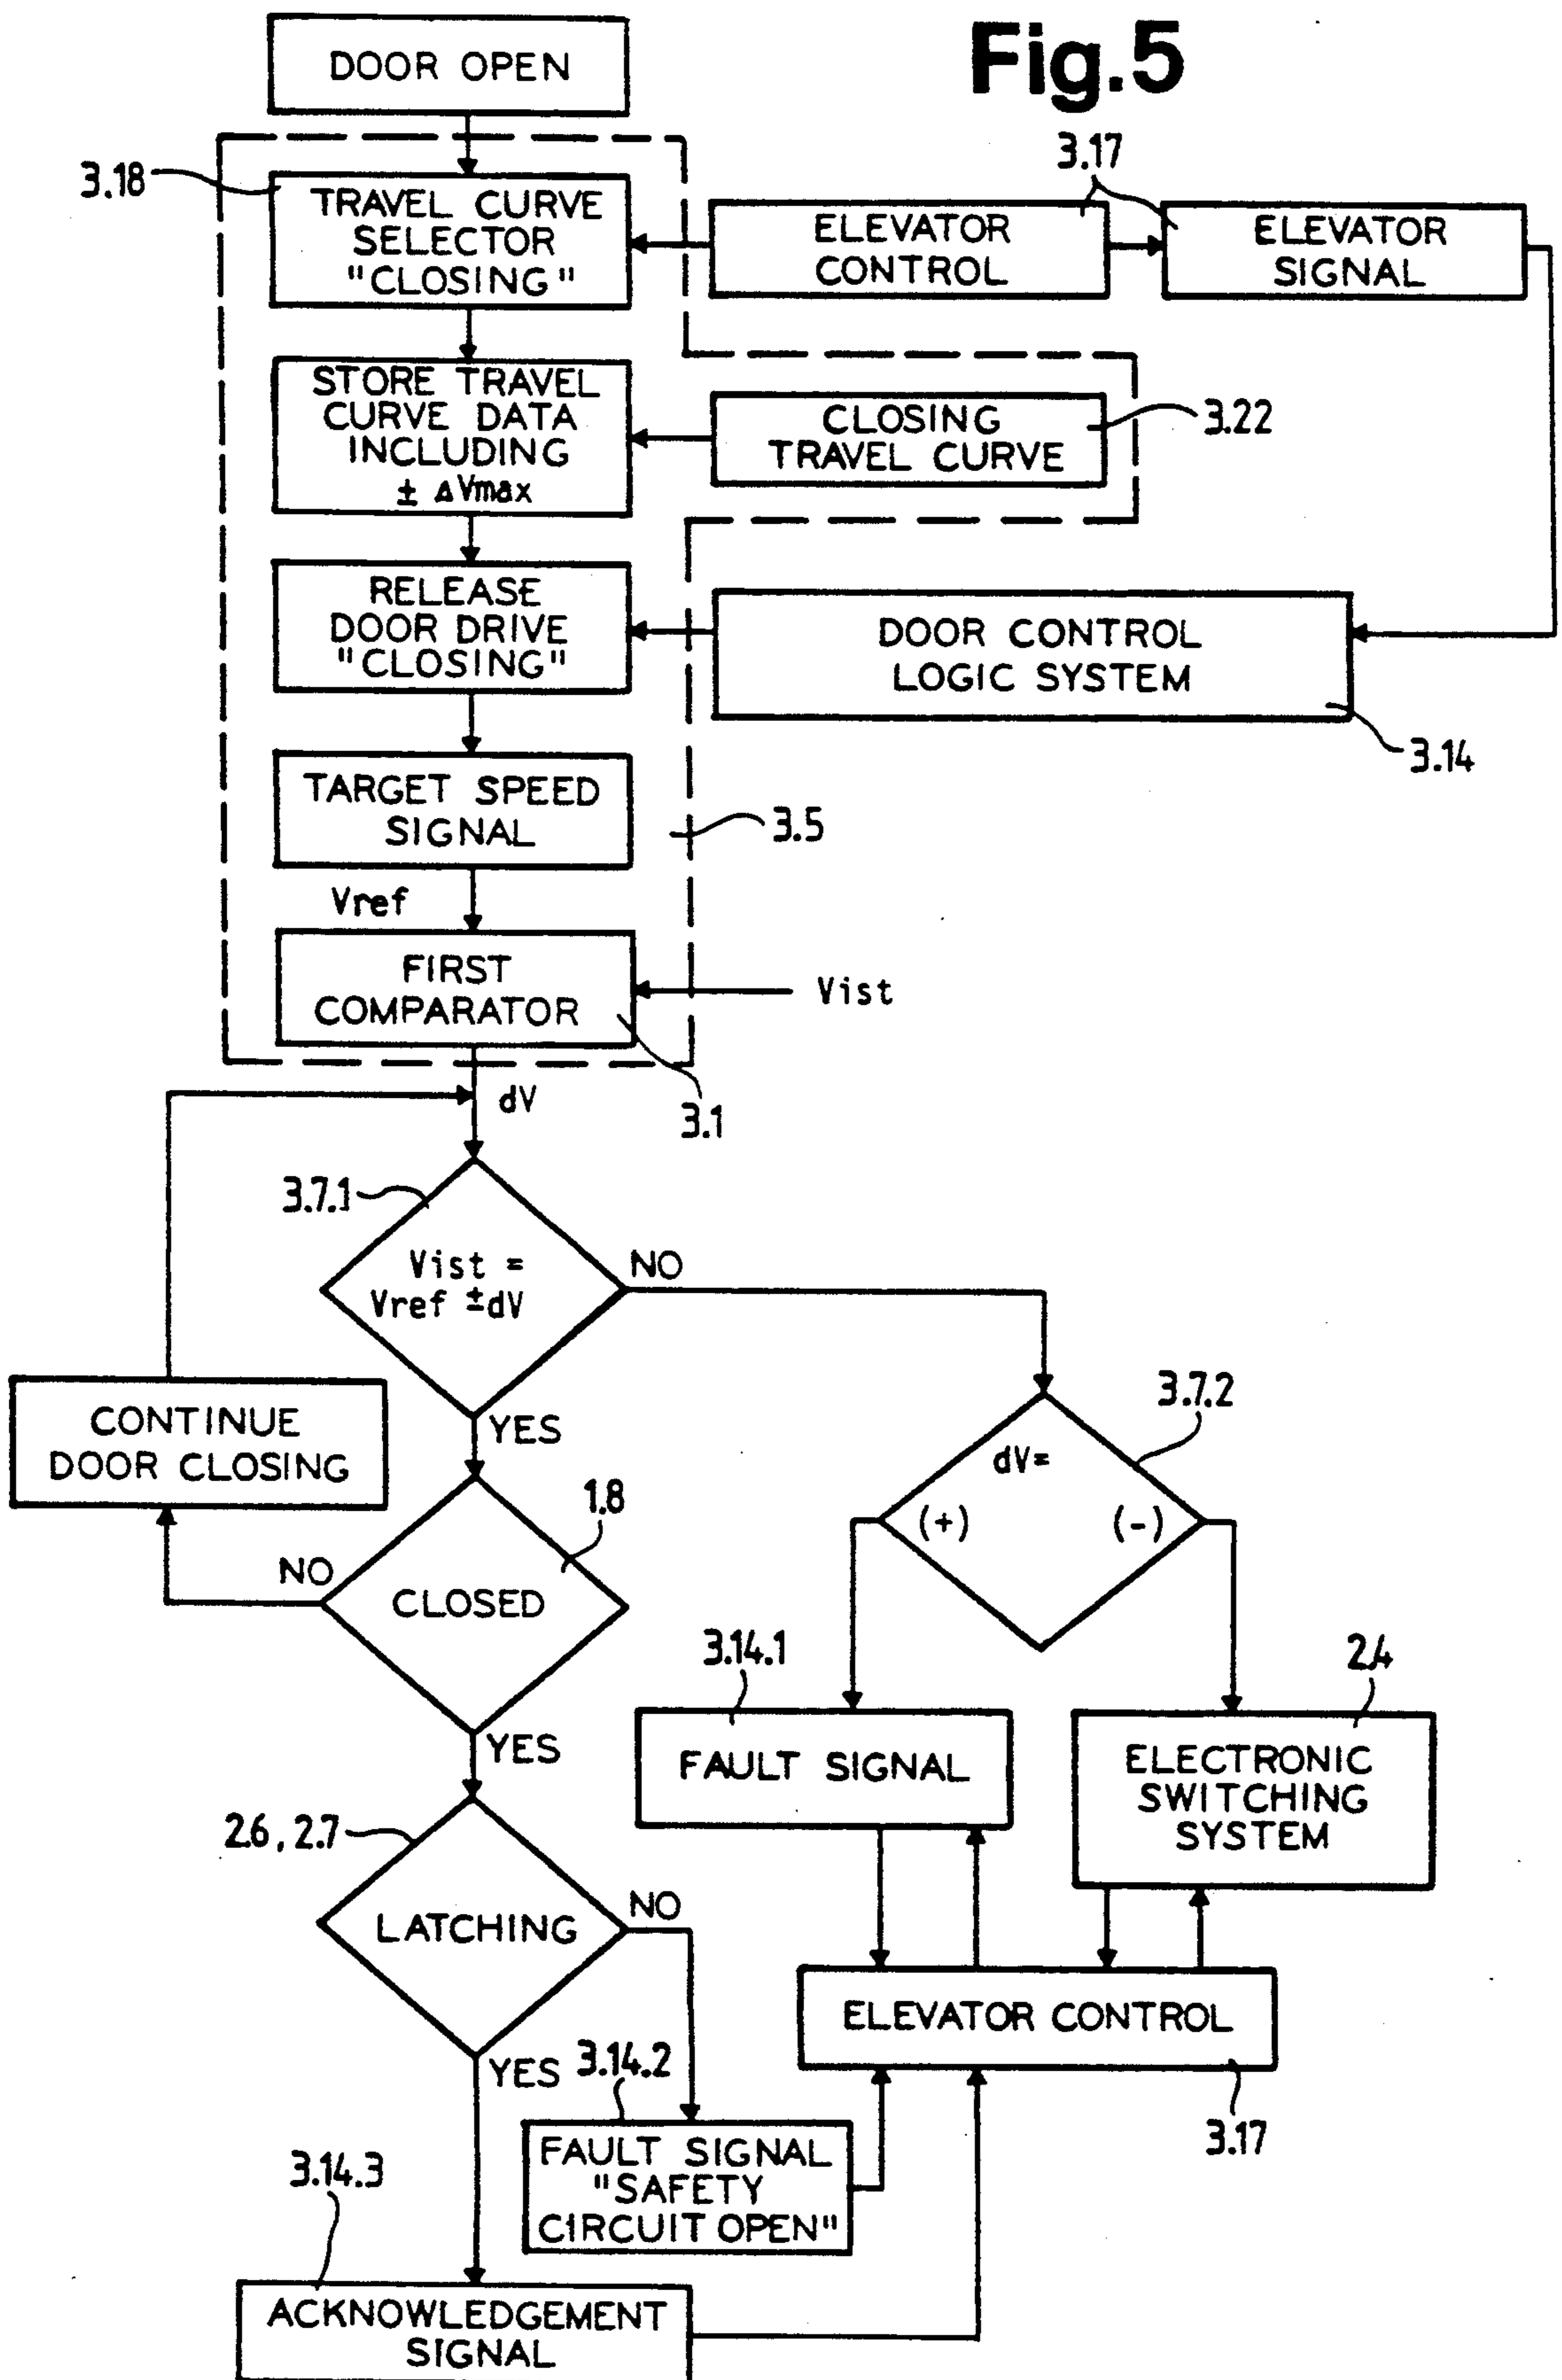 Fig.5
DOOR OPEN
3.18
TRAVEL CURVE
SELECTOR
"CLOSING"
ELEVATOR
CONTROL
3.17
ELEVATOR
SIGNAL
STORE TRAVEL
CURVE DATA
INCLUDING
± ΔVmax
CLOSING
TRAVEL CURVE
3.22
RELEASE
DOOR DRIVE
"CLOSING"
DOOR CONTROL
LOGIC SYSTEM
3.14
TARGET SPEED
SIGNAL
3.5
Vref
FIRST
COMPARATOR
Vist
3.1
dV
3.7.1
Vist =
Vref ±dV
NO
YES
CONTINUE
DOOR CLOSING
3.7.2
dV=
(+) (-)
1.8
NO
CLOSED
YES
3.14.1
FAULT SIGNAL
2.4
ELECTRONIC
SWITCHING
SYSTEM
2.6, 2.7
LATCHING
NO
YES
ELEVATOR CONTROL
3.17
3.14.2
FAULT SIGNAL
"SAFETY
CIRCUIT OPEN"
3.14.3
ACKNOWLEDGEMENT
SIGNAL